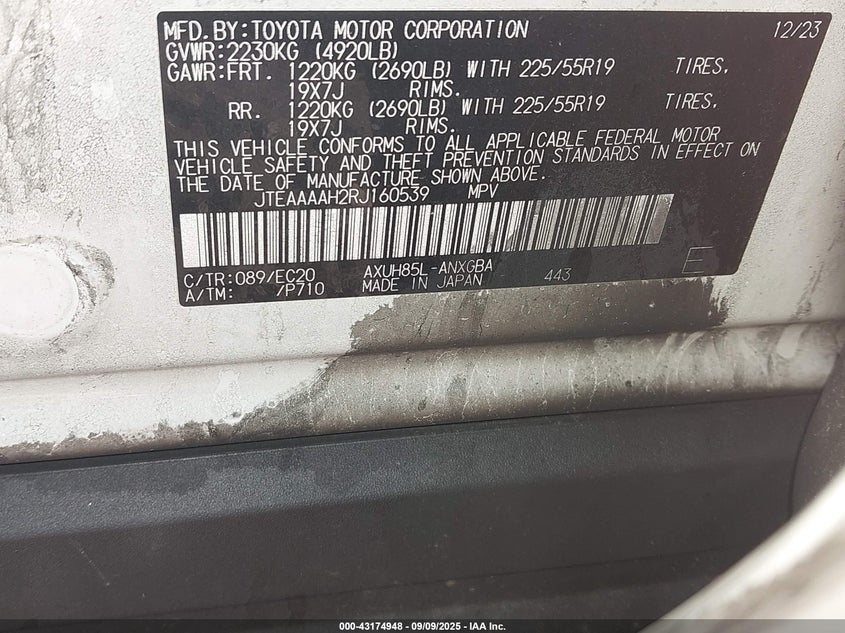 MFD.BY:TOYOTA MOTOR CORPORATION 12/23
GVWR:2230KG (4920LB)
GAWR:FRT. 1220KG (2690LB) WITH 225/55R19 TIRES.
19X7J RIMS.
RR. 1220KG (2690LB) WITH 225/55R19 TIRES.
19X7J RIMS.
THIS VEHICLE CONFORMS TO ALL APPLICABLE FEDERAL MOTOR
VEHICLE SAFETY AND THEFT PREVENTION STANDARDS IN EFFECT ON
THE DATE OF MANUFACTURE SHOWN ABOVE.
JTEAAAAH2RJ160539 MPV
C/TR:089/EC20 AXUH85L-ANXGBA 443 E
A/TM: /P710 MADE IN JAPAN
000-43174948 - 09/09/2025 - IAA Inc.